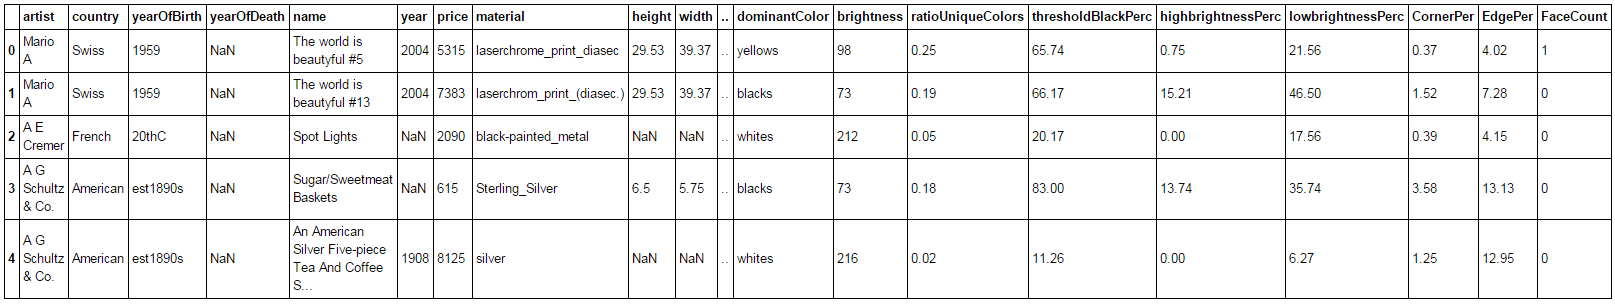 artist country yearOfBirth yearOfDeath name year price material height width .. dominantColor brightness ratioUniqueColors thresholdBlackPerc highbrightnessPerc lowbrightnessPerc CornerPer EdgePer FaceCount
0 Mario A Swiss 1959 NaN The world is beautyful #5 2004 5315 laserchrome_print_diasec 29.53 39.37 .. yellows 98 0.25 65.74 0.75 21.56 0.37 4.02 1
1 Mario A Swiss 1959 NaN The world is beautyful #13 2004 7383 laserchrom_print_(diasec.) 29.53 39.37 .. blacks 73 0.19 66.17 15.21 46.50 1.52 7.28 0
2 A E Cremer French 20thC NaN Spot Lights NaN 2090 black-painted_metal NaN NaN .. whites 212 0.05 20.17 0.00 17.56 0.39 4.15 0
3 A G Schultz & Co. American est1890s NaN Sugar/Sweetmeat Baskets NaN 615 Sterling_Silver 6.5 5.75 .. blacks 73 0.18 83.00 13.74 35.74 3.58 13.13 0
4 A G Schultz & Co. American est1890s NaN An American Silver Five-piece Tea And Coffee S... 1908 8125 silver NaN NaN .. whites 216 0.02 11.26 0.00 6.27 1.25 12.95 0